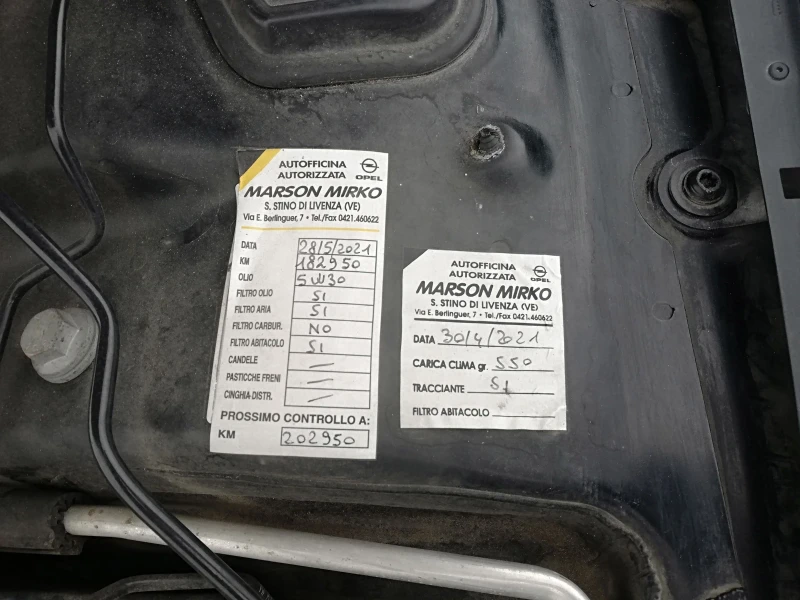 AUTOFFICINA
AUTORIZZATA OPEL
MARSON MIRKO
S. STINO DI LIVENZA (VE)
Via E. Berlinguer, 7 • Tel./Fax 0421.460622
DATA 28/5/2021
KM 182950
OLIO 5W30
FILTRO OLIO SI
FILTRO ARIA SI
FILTRO CARBUR. NO
FILTRO ABITACOLO SI
CANDELE /
PASTICCHE FRENI /
CINGHIA DISTR. /
PROSSIMO CONTROLLO A:
KM 202950
AUTOFFICINA
AUTORIZZATA OPEL
MARSON MIRKO
S. STINO DI LIVENZA (VE)
Via E. Berlinguer, 7 • Tel./Fax 0421.460622
DATA 30/4/2021
CARICA CLIMA gr. 550
TRACCIANTE SI
FILTRO ABITACOLO